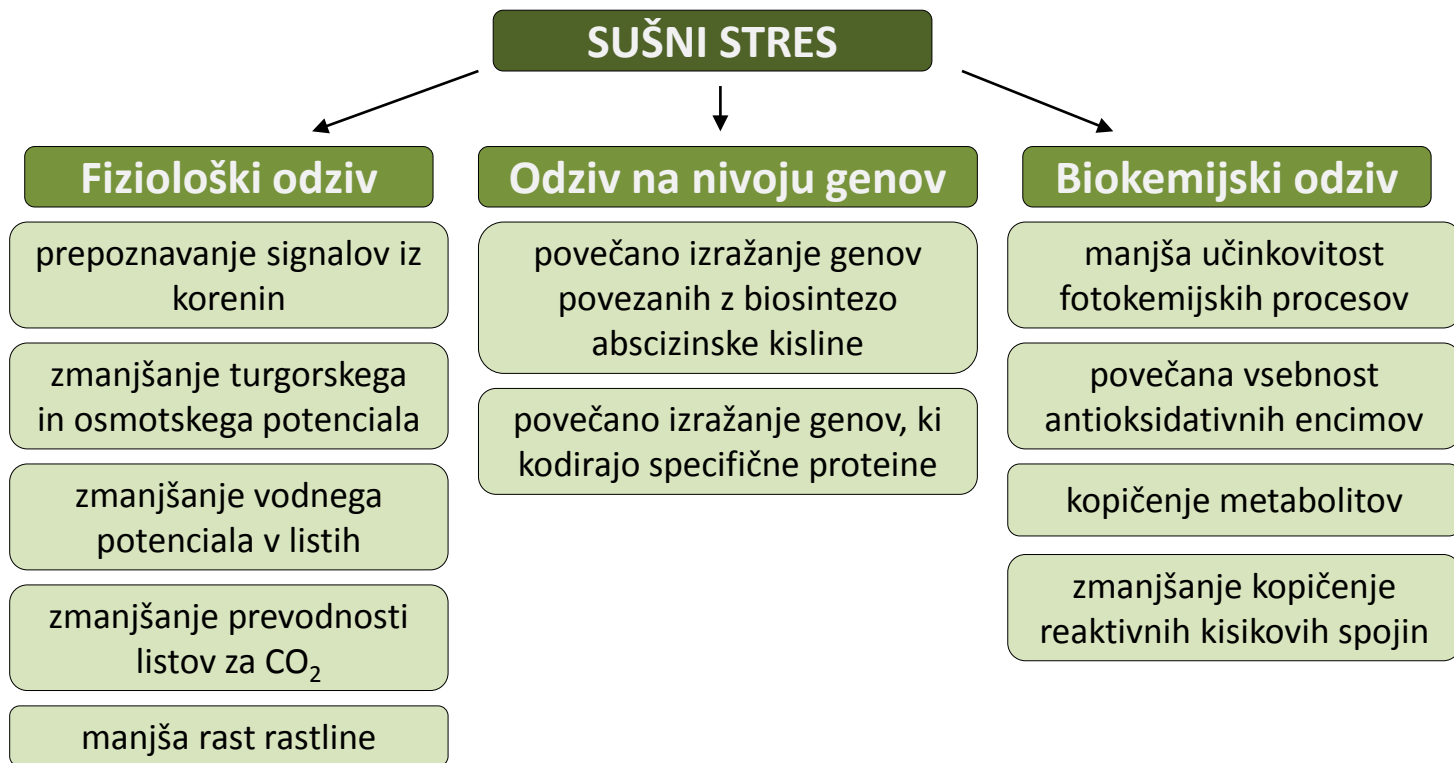 SUŠNI STRES
Fiziološki odziv
prepoznavanje signalov iz
korenin
zmanjšanje turgorskega
in osmotskega potenciala
zmanjšanje vodnega
potenciala v listih
zmanjšanje prevodnosti
listov za CO₂
manjša rast rastline
Odziv na nivoju genov
povečano izražanje genov
povezanih z biosintezo
abscizinske kisline
povečano izražanje genov, ki
kodirajo specifične proteine
Biokemijski odziv
manjša učinkovitost
fotokemijskih procesov
povečana vsebnost
antioksidativnih encimov
kopičenje metabolitov
zmanjšanje kopičenje
reaktivnih kisikovih spojin